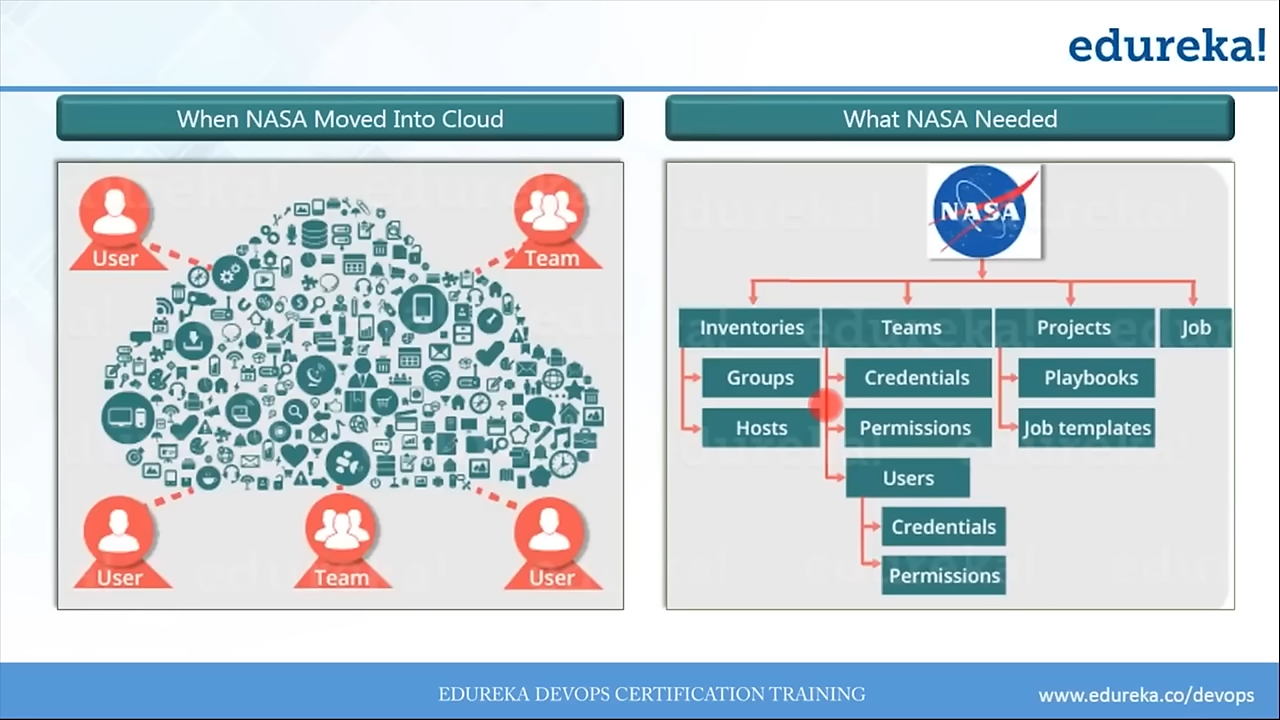 edureka!
When NASA Moved Into Cloud
User
Team
User
Team
User
What NASA Needed
NASA
Inventories
Teams
Projects
Job
Groups
Hosts
Credentials
Permissions
Users
Credentials
Permissions
Playbooks
Job templates
EDUREKA DEVOPS CERTIFICATION TRAINING
www.edureka.co/devops